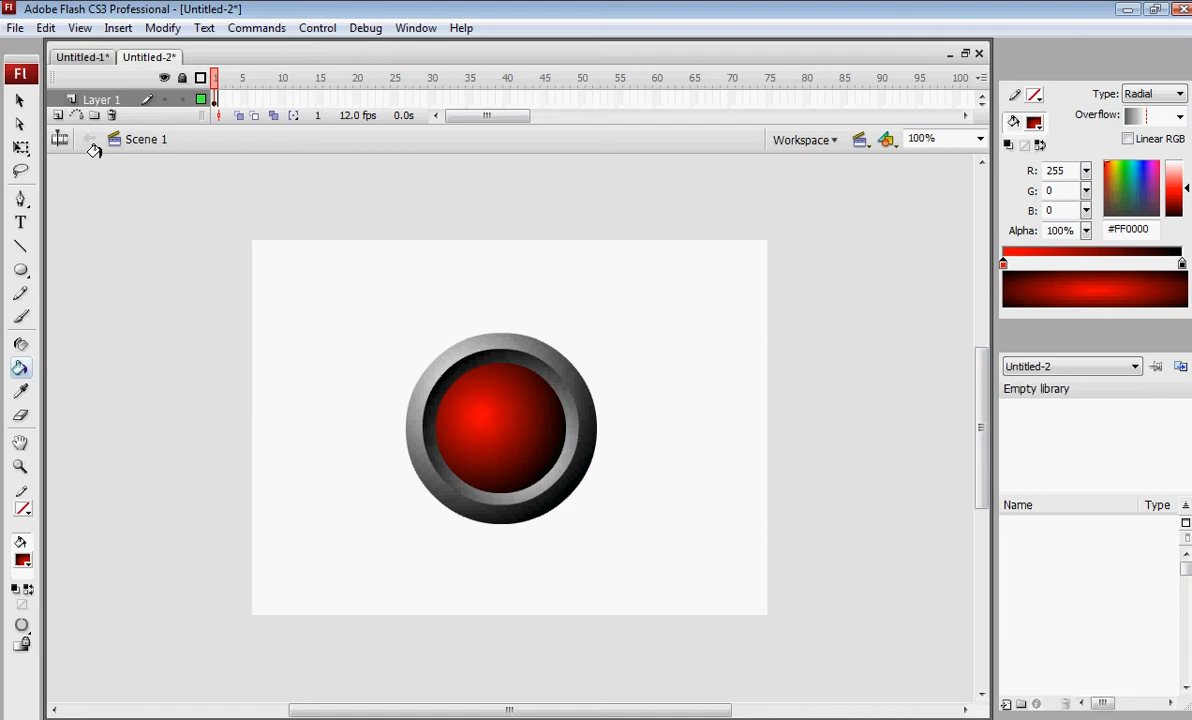 Fl Adobe Flash CS3 Professional - [Untitled-2*]
File Edit View Insert Modify Text Commands Control Debug Window Help
Untitled-1* Untitled-2*
Fl
1 5 10 15 20 25 30 35 40 45 50 55 60 65 70 75 80 85 90 95 100
Layer 1
1 12.0 fps 0.0s
Scene 1 Workspace 100%
T
Type: Radial
Overflow:
Linear RGB
R: 255
G: 0
B: 0
Alpha: 100% #FF0000
Untitled-2
Empty library
Name Type